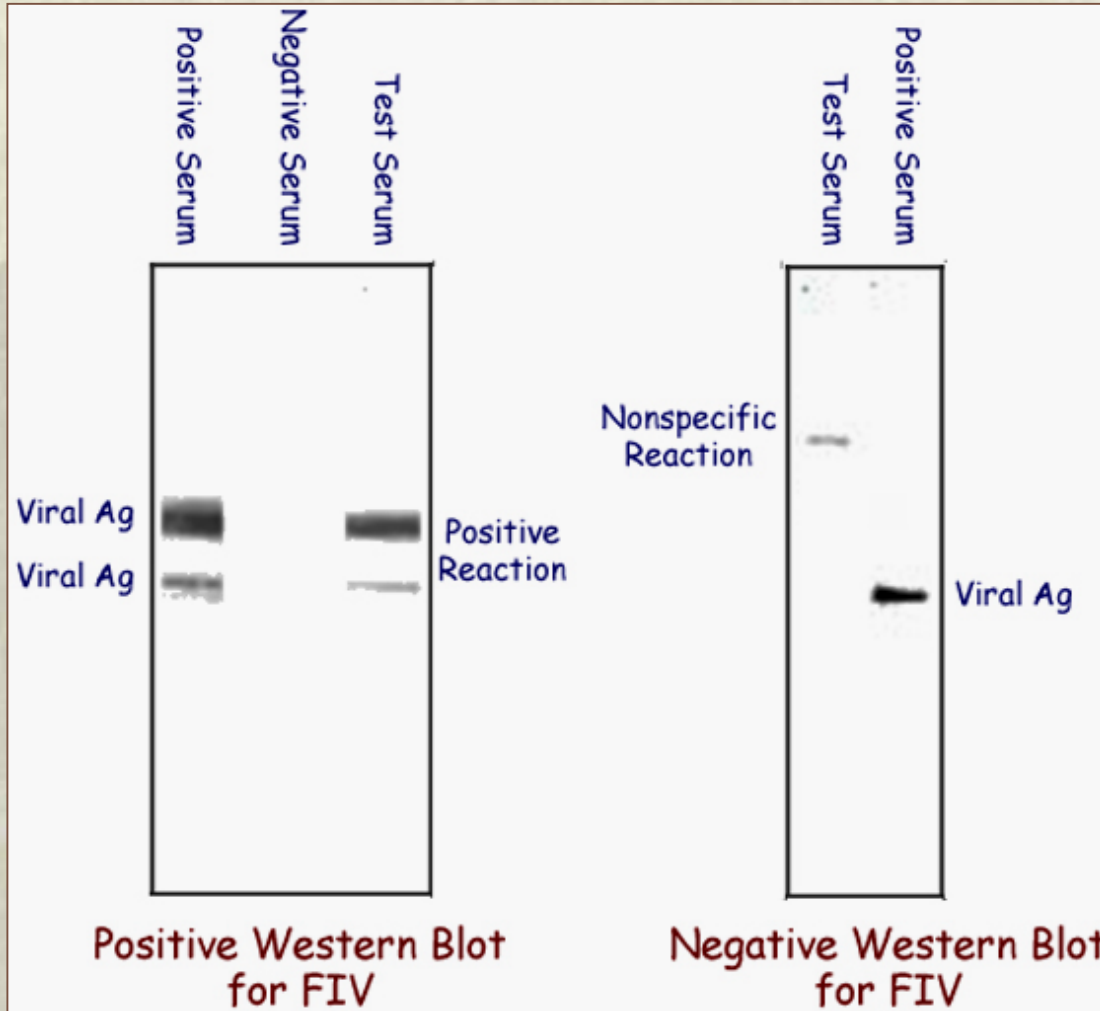 Positive Serum
Negative Serum
Test Serum
Viral Ag
Viral Ag
Positive
Reaction
Positive Western Blot
for FIV
Test Serum
Positive Serum
Nonspecific
Reaction
Viral Ag
Negative Western Blot
for FIV